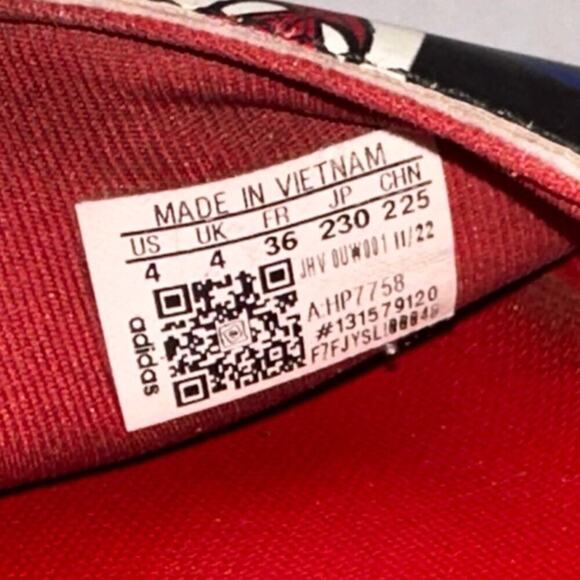 MADE IN VIETNAM
US UK FR JP CHN
4 4 36 230 225
JHV 0UW001 11/22
A:HP7758
#131579120
adidas